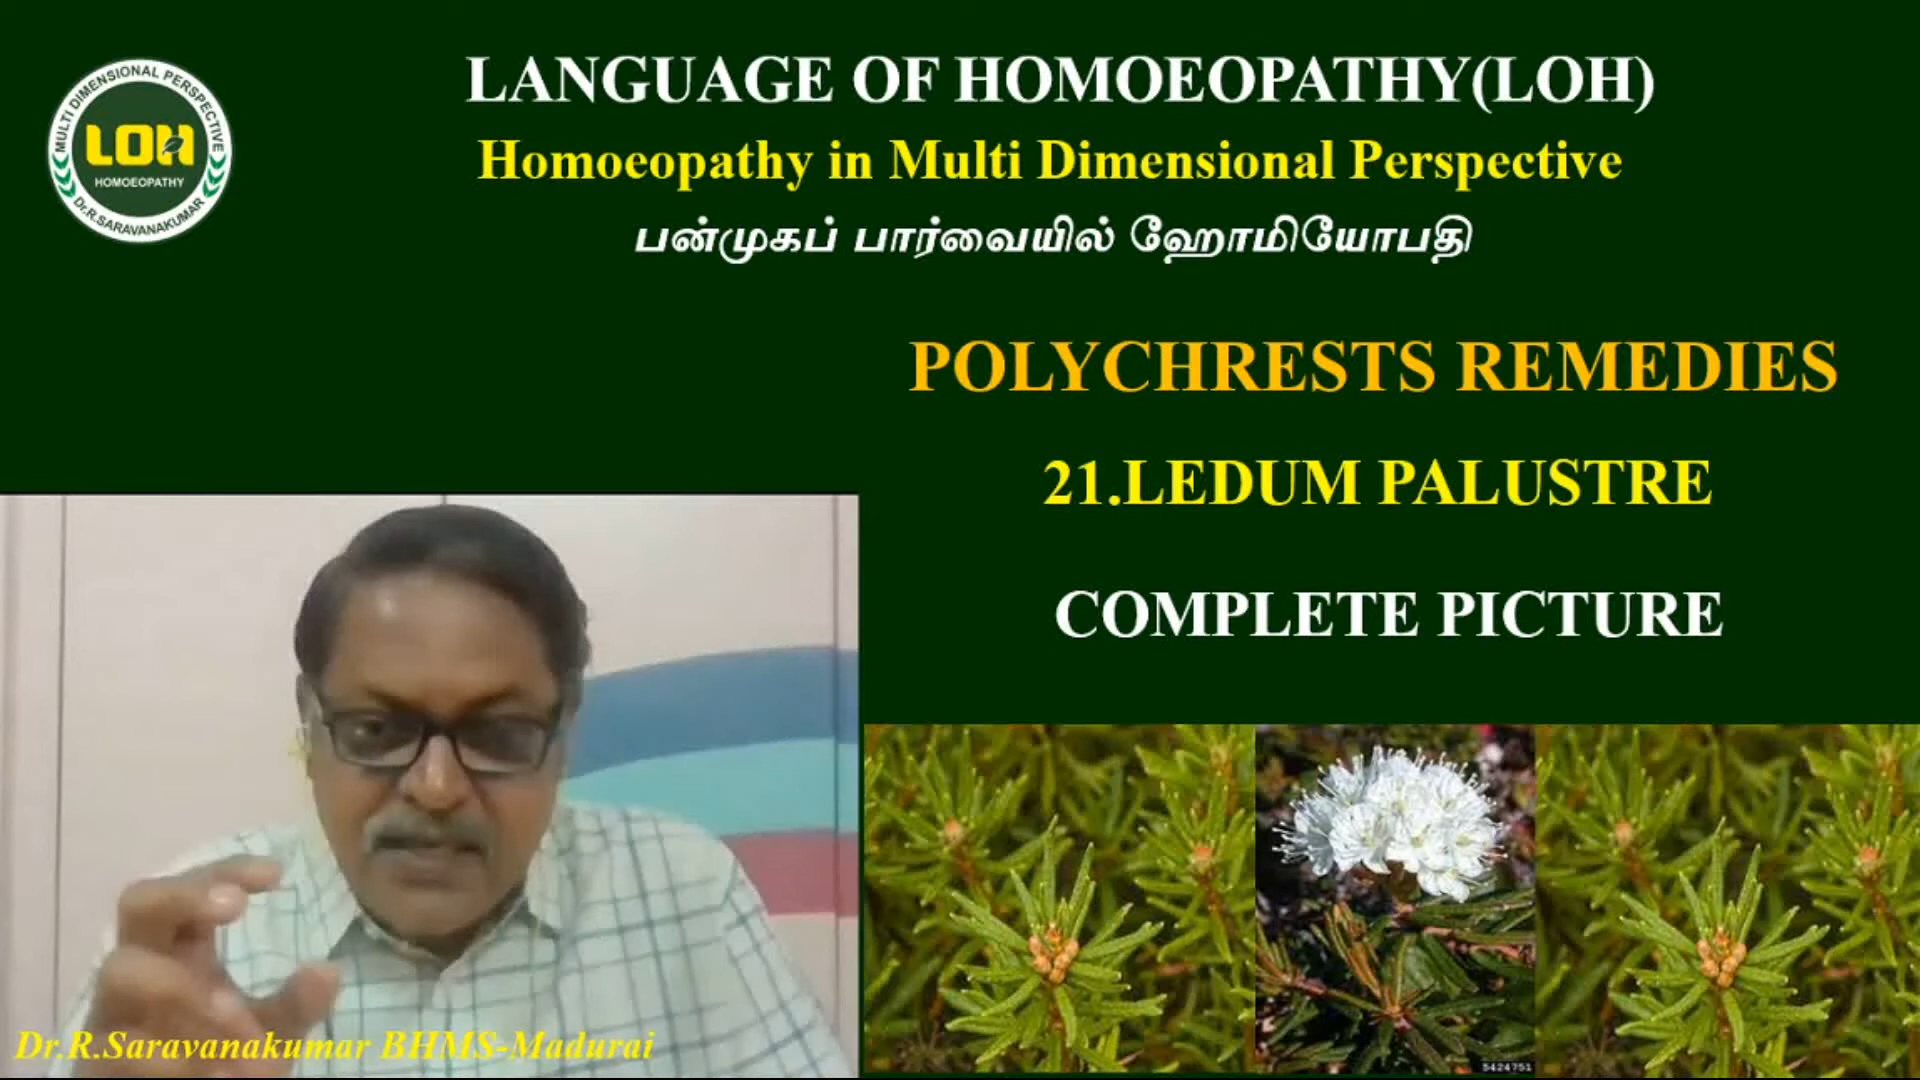 MULTI DIMENSIONAL PERSPECTIVE
LOH
HOMOEOPATHY
Dr.R.SARAVANAKUMAR
LANGUAGE OF HOMOEOPATHY(LOH)
Homoeopathy in Multi Dimensional Perspective
பன்முகப் பார்வையில் ஹோமியோபதி
POLYCHRESTS REMEDIES
21.LEDUM PALUSTRE
COMPLETE PICTURE
Dr.R.Saravanakumar BHMS-Madurai
5424751